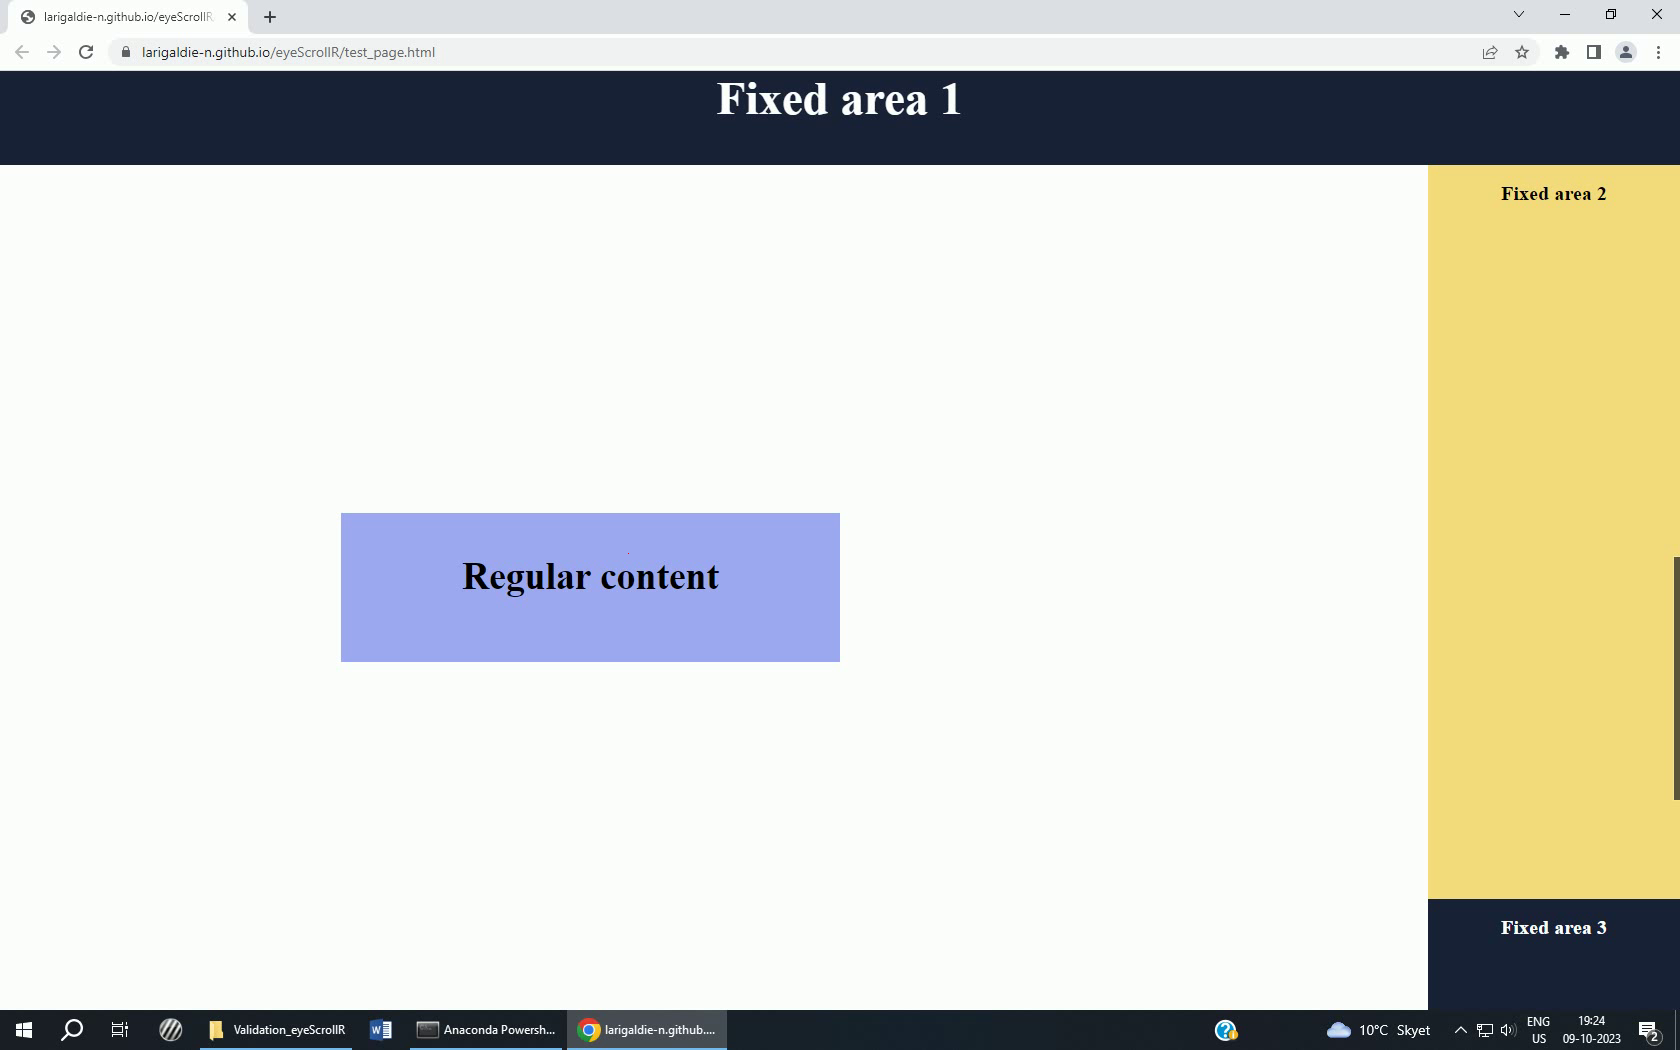 larigaldie-n.github.io/eyeScrollR
larigaldie-n.github.io/eyeScrollR/test_page.html
Fixed area 1
Fixed area 2
Regular content
Fixed area 3
Validation_eyeScrollR
Anaconda Powersh...
larigaldie-n.github....
10°C Skyet
ENG
US
19:24
09-10-2023
2